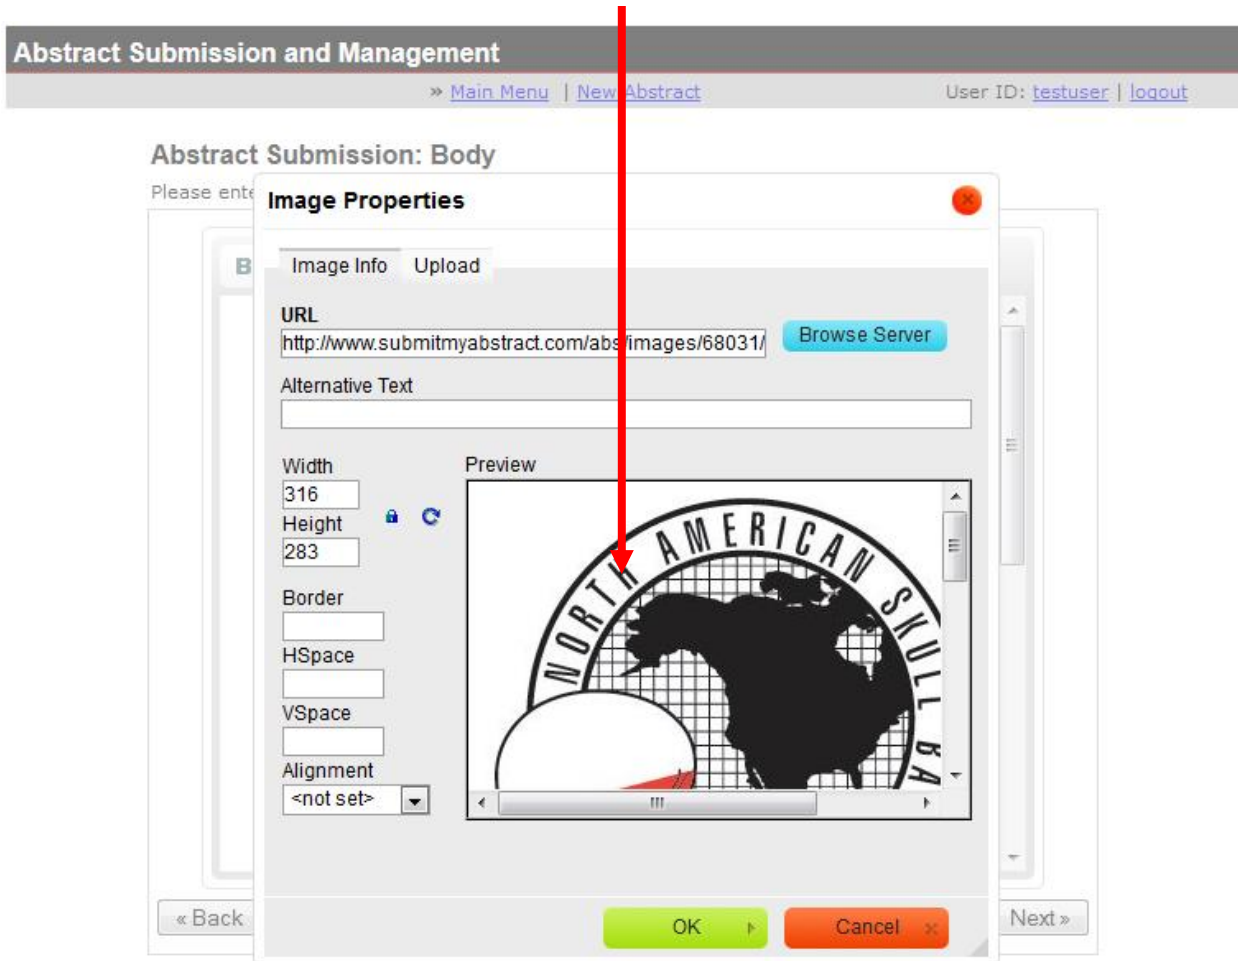 Abstract Submission and Management
» Main Menu | New Abstract User ID: testuser | logout
Abstract Submission: Body
Please ente
Image Properties
B
Image Info Upload
URL
http://www.submitmyabstract.com/abs/images/68031/
Browse Server
Alternative Text
Width
316
Height
283
Border
HSpace
VSpace
Alignment
<not set>
Preview
NORTH AMERICAN SKULL BA
« Back
OK
Cancel
Next »